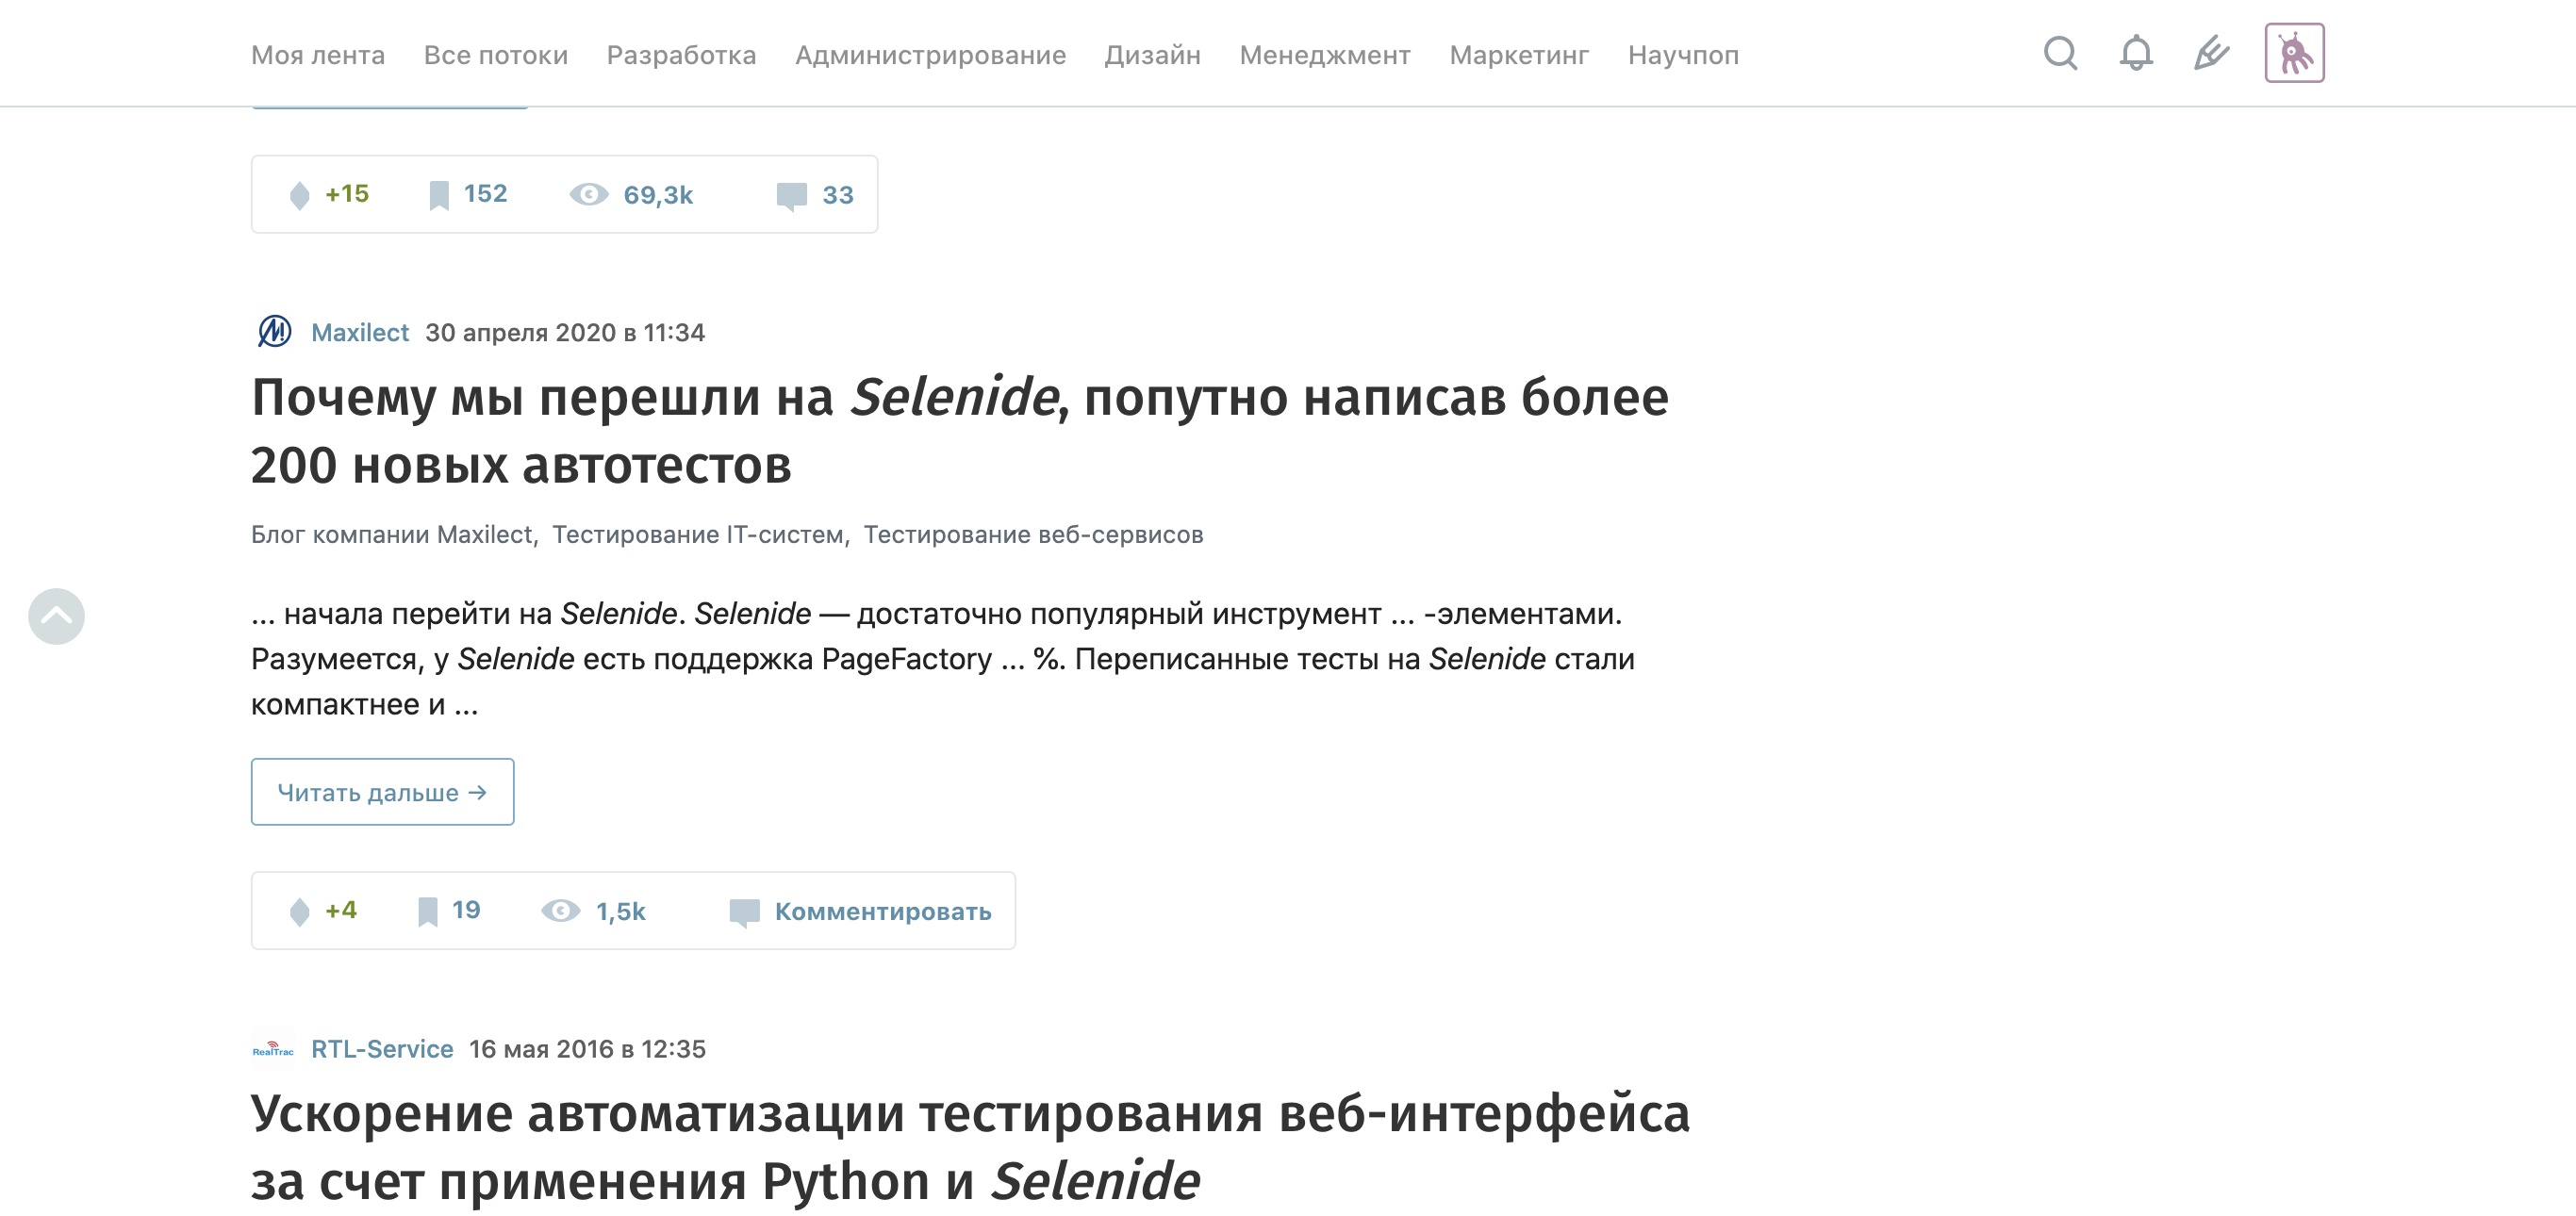 Моя лента Все потоки Разработка Администрирование Дизайн Менеджмент Маркетинг Научпоп
+15 152 69,3k 33
Maxilect 30 апреля 2020 в 11:34
Почему мы перешли на Selenide, попутно написав более
200 новых автотестов
Блог компании Maxilect, Тестирование IT-систем, Тестирование веб-сервисов
... начала перейти на Selenide. Selenide — достаточно популярный инструмент ... -элементами.
Разумеется, у Selenide есть поддержка PageFactory ... %. Переписанные тесты на Selenide стали
компактнее и ...
Читать дальше →
+4 19 1,5k Комментировать
RealTrac RTL-Service 16 мая 2016 в 12:35
Ускорение автоматизации тестирования веб-интерфейса
за счет применения Python и Selenide